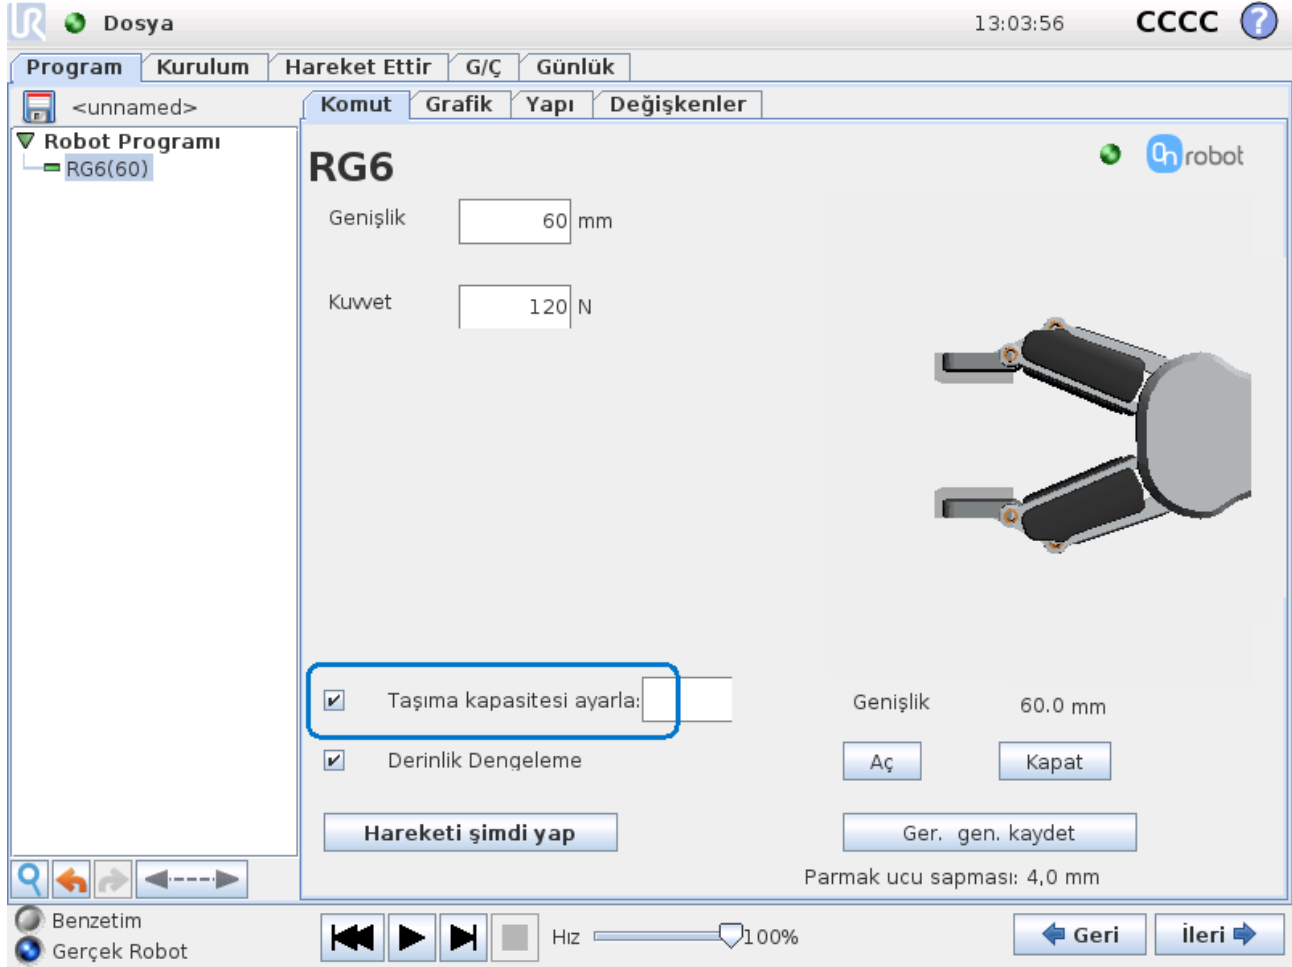 Dosya
13:03:56
CCCC
?
Program
Kurulum
Hareket Ettir
G/Ç
Günlük
<unnamed>
Komut
Grafik
Yapı
Değişkenler
Robot Programı
RG6(60)
RG6
On robot
Genişlik
60 mm
Kuvvet
120 N
Taşıma kapasitesi ayarla:
Genişlik
60.0 mm
Derinlik Dengeleme
Aç
Kapat
Hareketi şimdi yap
Ger. gen. kaydet
Parmak ucu sapması: 4,0 mm
Benzetim
Gerçek Robot
Hız
100%
Geri
İleri